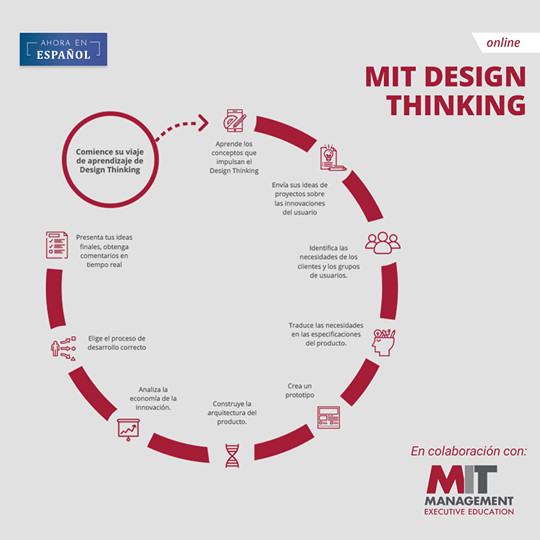 AHORA EN
ESPAÑOL
online
MIT DESIGN
THINKING
Comience su viaje
de aprendizaje de
Design Thinking
Aprende los
conceptos que
impulsan el
Design Thinking
Envía sus ideas de
proyectos sobre
las innovaciones
del usuario
Identifica las
necesidades de los
clientes y los grupos
de usuarios.
Traduce las necesidades
en las especificaciones
del producto.
Crea un
prototipo
Construye la
arquitectura del
producto.
Analiza la
economía de la
innovación.
Elige el proceso de
desarrollo correcto
Presenta tus ideas
finales, obtenga
comentarios en
tiempo real
En colaboración con:
MIT
MANAGEMENT
EXECUTIVE EDUCATION